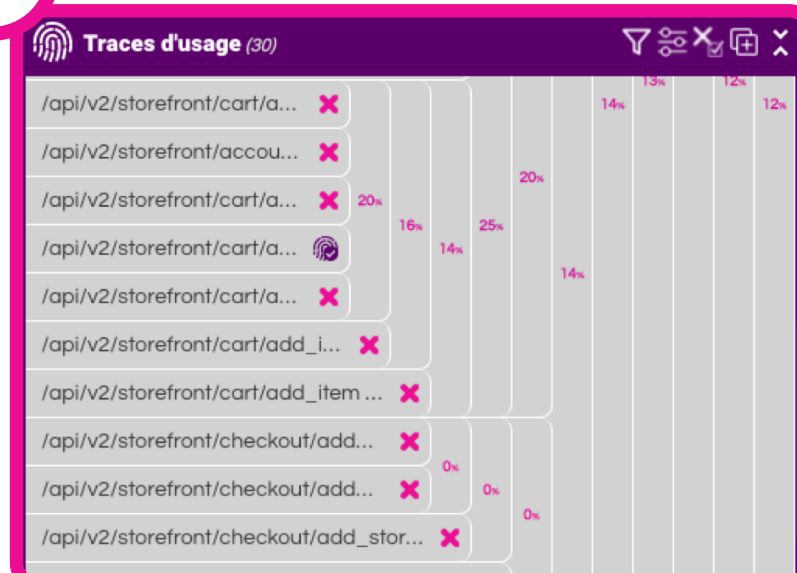 Traces d'usage (30)
13% 12%
/api/v2/storefront/cart/a... 14% 12%
/api/v2/storefront/accou...
20%
/api/v2/storefront/cart/a... 20%
16% 25%
/api/v2/storefront/cart/a... 14%
14%
/api/v2/storefront/cart/a...
/api/v2/storefront/cart/add_i...
/api/v2/storefront/cart/add_item ...
/api/v2/storefront/checkout/add...
0%
/api/v2/storefront/checkout/add... 0%
0%
/api/v2/storefront/checkout/add_stor...